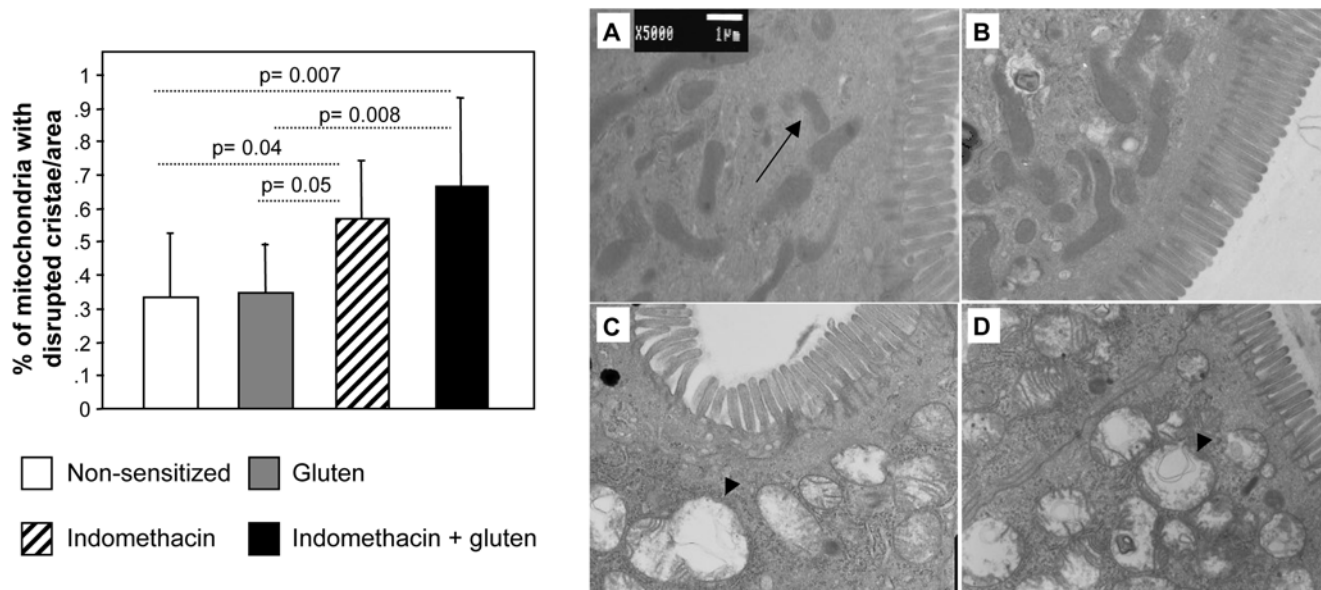 % of mitochondria with
disrupted cristae/area
1
.9
.8
.7
.6
.5
.4
.3
.2
.1
0
p= 0.007
p= 0.008
p= 0.04
p= 0.05
Non-sensitized
Gluten
Indomethacin
Indomethacin + gluten
A
X5000 1μm
B
C
D